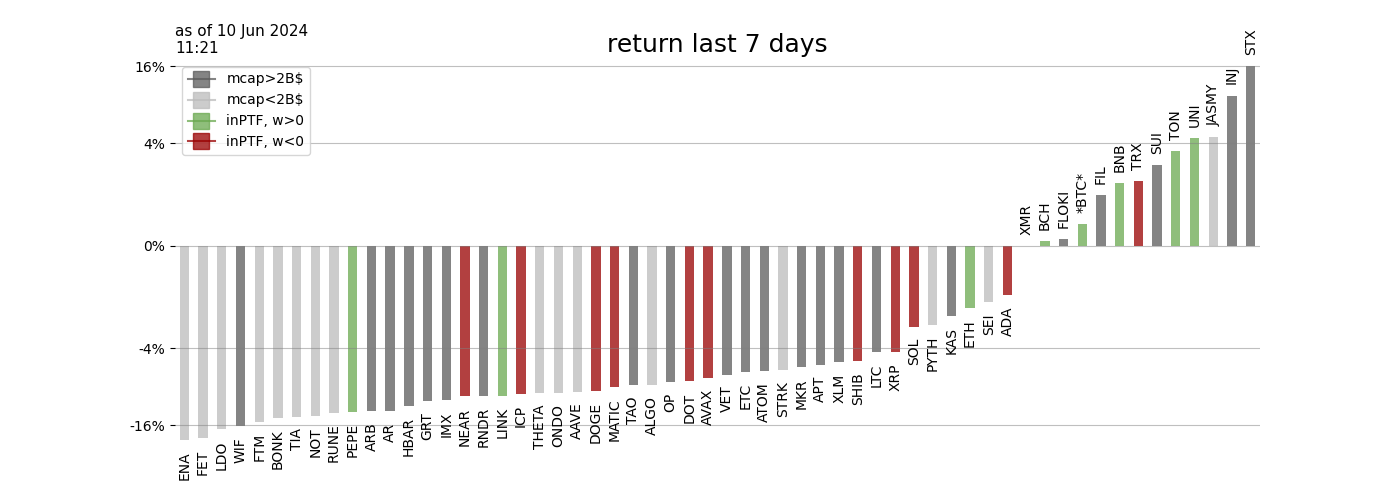 as of 10 Jun 2024
11:21
return last 7 days
16%
4%
0%
-4%
-16%
mcap>2B$
mcap<2B$
inPTF, w>0
inPTF, w<0
ENA
FET
LDO
WIF
FTM
BONK
TIA
NOT
RUNE
PEPE
ARB
AR
HBAR
GRT
IMX
NEAR
RNDR
LINK
ICP
THETA
ONDO
AAVE
DOGE
MATIC
TAO
ALGO
OP
DOT
AVAX
VET
ETC
ATOM
STRK
MKR
APT
XLM
SHIB
LTC
XRP
SOL
PYTH
KAS
ETH
SEI
ADA
XMR
BCH
FLOKI
*BTC*
FIL
BNB
TRX
SUI
TON
UNI
JASMY
INJ
STX